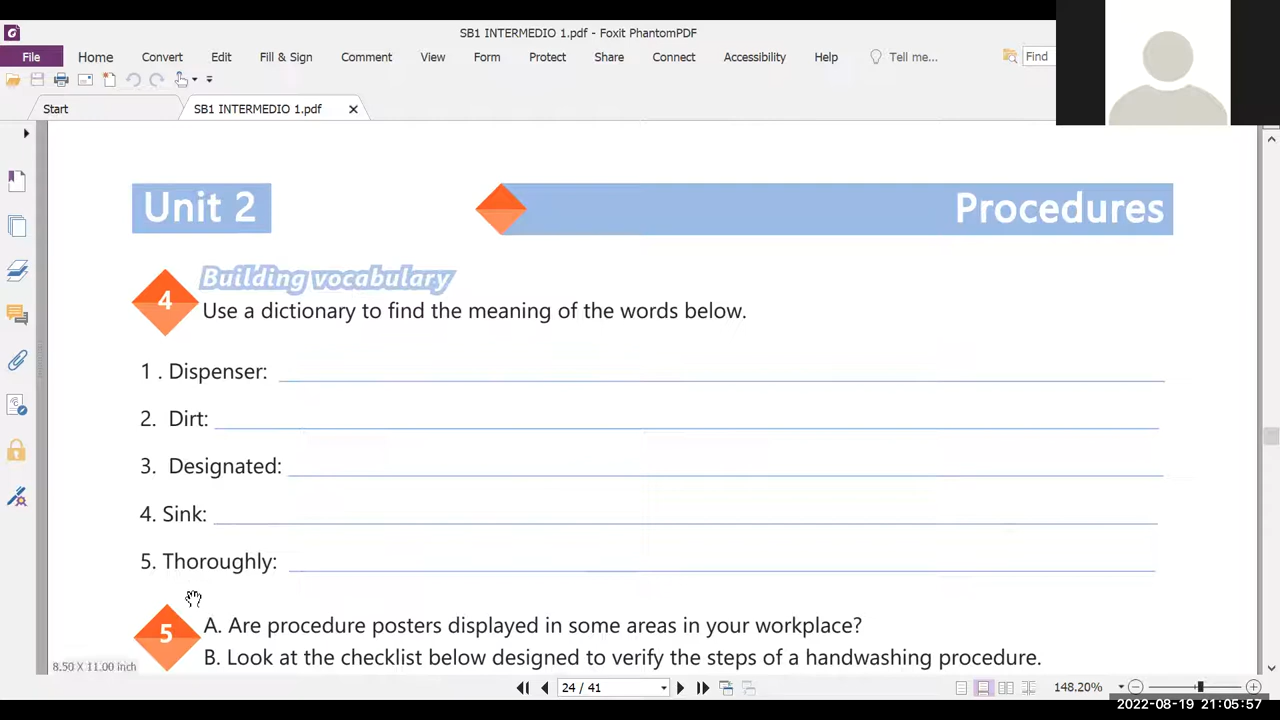 SB1 INTERMEDIO 1.pdf - Foxit PhantomPDF
File Home Convert Edit Fill & Sign Comment View Form Protect Share Connect Accessibility Help Tell me... Find
Start SB1 INTERMEDIO 1.pdf
Unit 2 Procedures
Building vocabulary
4 Use a dictionary to find the meaning of the words below.
1 . Dispenser:
2. Dirt:
3. Designated:
4. Sink:
5. Thoroughly:
5 A. Are procedure posters displayed in some areas in your workplace?
B. Look at the checklist below designed to verify the steps of a handwashing procedure.
8.50 X 11.00 inch
24 / 41 148.20%
2022-08-19 21:05:57